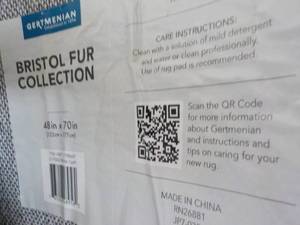 GERTMENIAN
BRISTOL FUR
COLLECTION
48 in x 70 in
CARE INSTRUCTIONS:
Clean with a solution of mild detergent
and water or clean professionally.
Use of rug pad is recommended.
Scan the QR Code
for more information
about Gertmenian
and instructions and
tips on caring for your
new rug.
MADE IN CHINA
RN26881